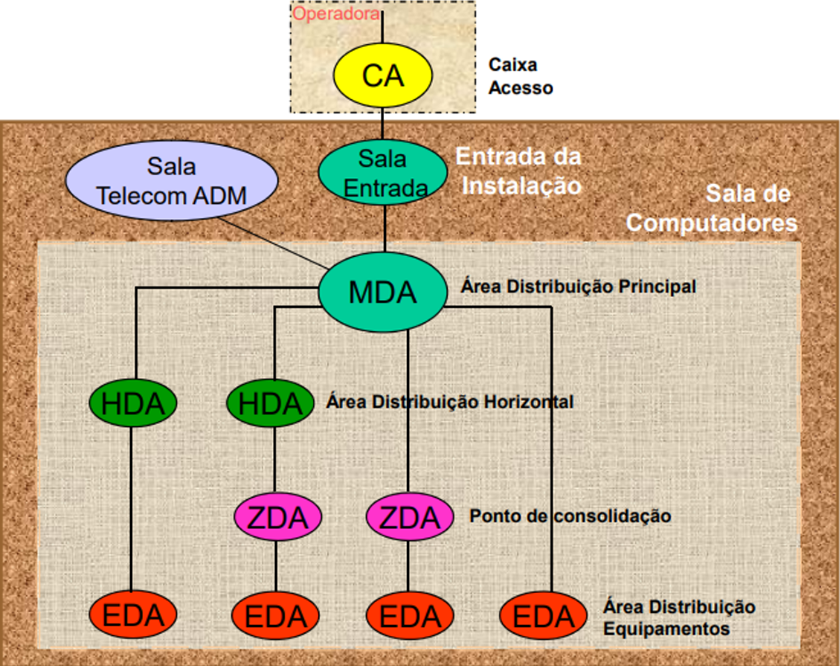 Operadora
CA
Caixa
Acesso
Sala
Telecom ADM
Sala
Entrada
Entrada da
Instalação
Sala de
Computadores
MDA
Área Distribuição Principal
HDA
HDA
Área Distribuição Horizontal
ZDA
ZDA
Ponto de consolidação
EDA
EDA
EDA
EDA
Área Distribuição
Equipamentos